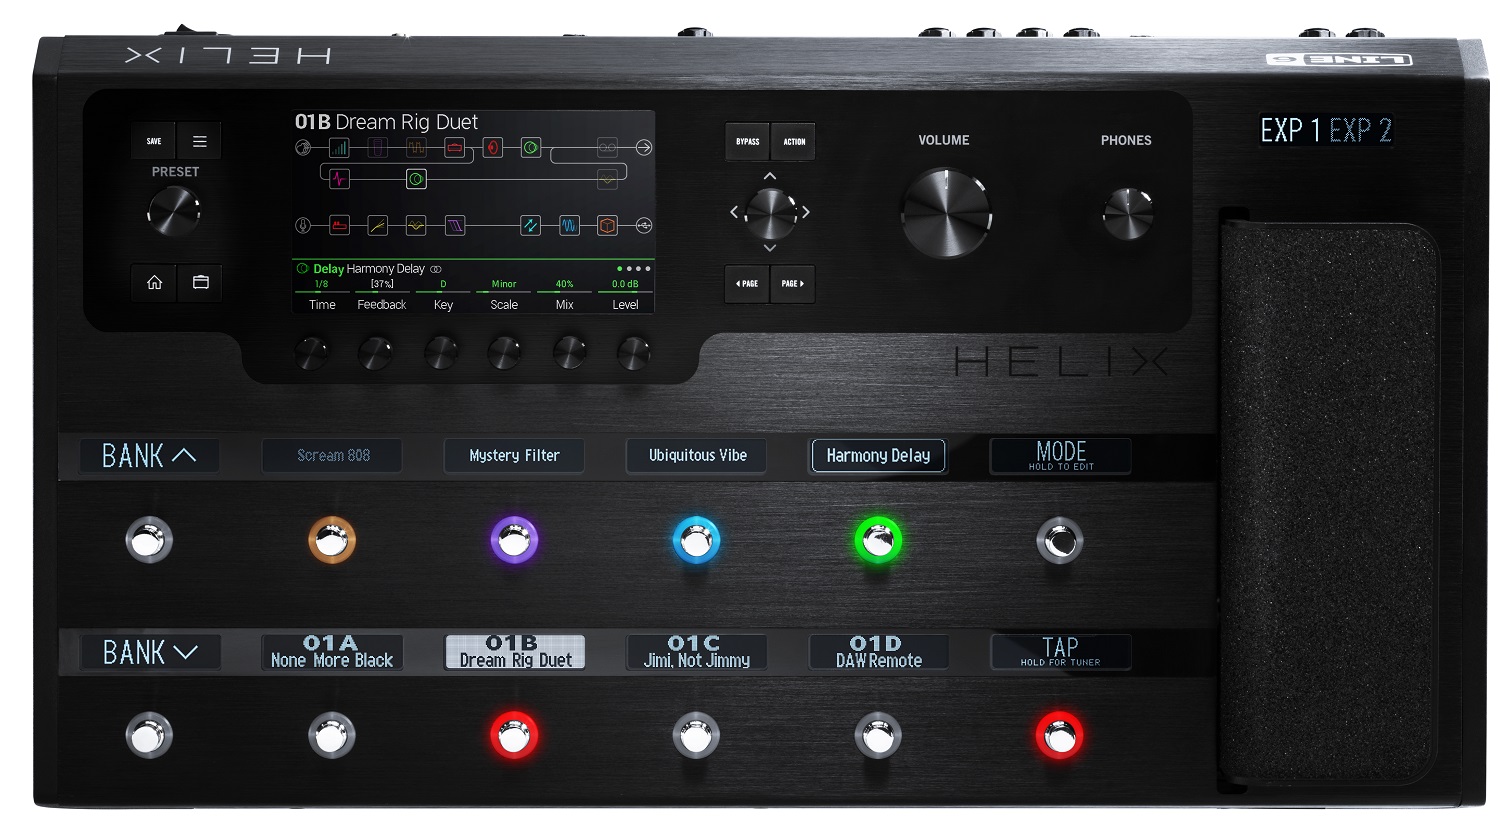 HELIX
LINE 6
SAVE
PRESET
01B Dream Rig Duet
Delay Harmony Delay
1/8 [37%] D Minor 40% 0.0 dB
Time Feedback Key Scale Mix Level
BYPASS ACTION
PAGE PAGE
VOLUME
PHONES
EXP 1 EXP 2
HELIX
BANK
Scream 808
Mystery Filter
Ubiquitous Vibe
Harmony Delay
MODE
HOLD TO EDIT
BANK
01A
None More Black
01B
Dream Rig Duet
01C
Jimi, Not Jimmy
01D
DAW Remote
TAP
HOLD FOR TUNER